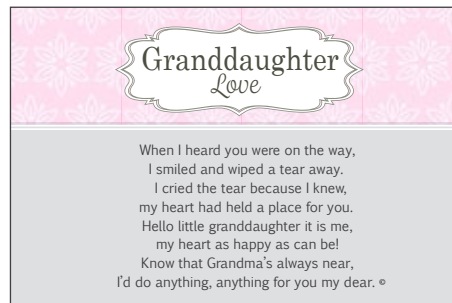 Granddaughter
Love
When I heard you were on the way,
I smiled and wiped a tear away.
I cried the tear because I knew,
my heart had held a place for you.
Hello little granddaughter it is me,
my heart as happy as can be!
Know that Grandma's always near,
I'd do anything, anything for you my dear. ©